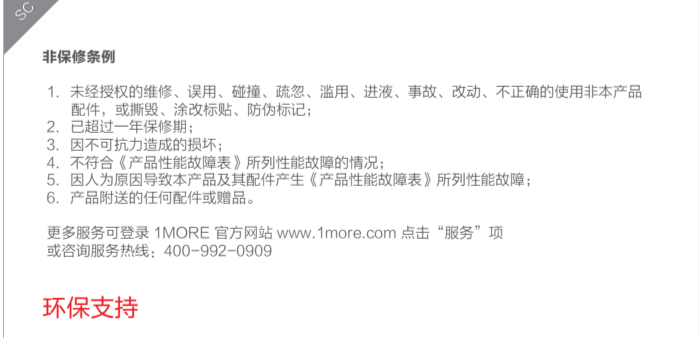 SC
非保修条例
1. 未经授权的维修、误用、碰撞、疏忽、滥用、进液、事故、改动、不正确的使用非本产品
配件，或撕毁、涂改标贴、防伪标记；
2. 已超过一年保修期；
3. 因不可抗力造成的损坏；
4. 不符合《产品性能故障表》所列性能故障的情况；
5. 因人为原因导致本产品及其配件产生《产品性能故障表》所列性能故障；
6. 产品附送的任何配件或赠品。
更多服务可登录 1MORE 官方网站 www.1more.com 点击“服务”项
或咨询服务热线：400-992-0909
环保支持